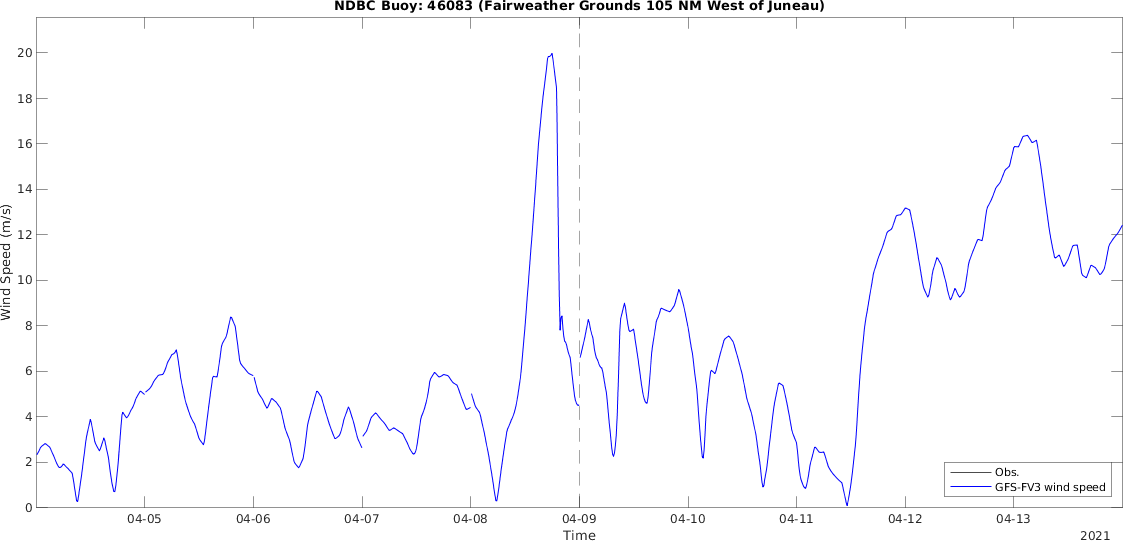 NDBC Buoy: 46083 (Fairweather Grounds 105 NM West of Juneau)
20
18
16
14
12
10
8
6
4
2
0
Wind Speed (m/s)
04-05 04-06 04-07 04-08 04-09 04-10 04-11 04-12 04-13
Time
2021
Obs.
GFS-FV3 wind speed